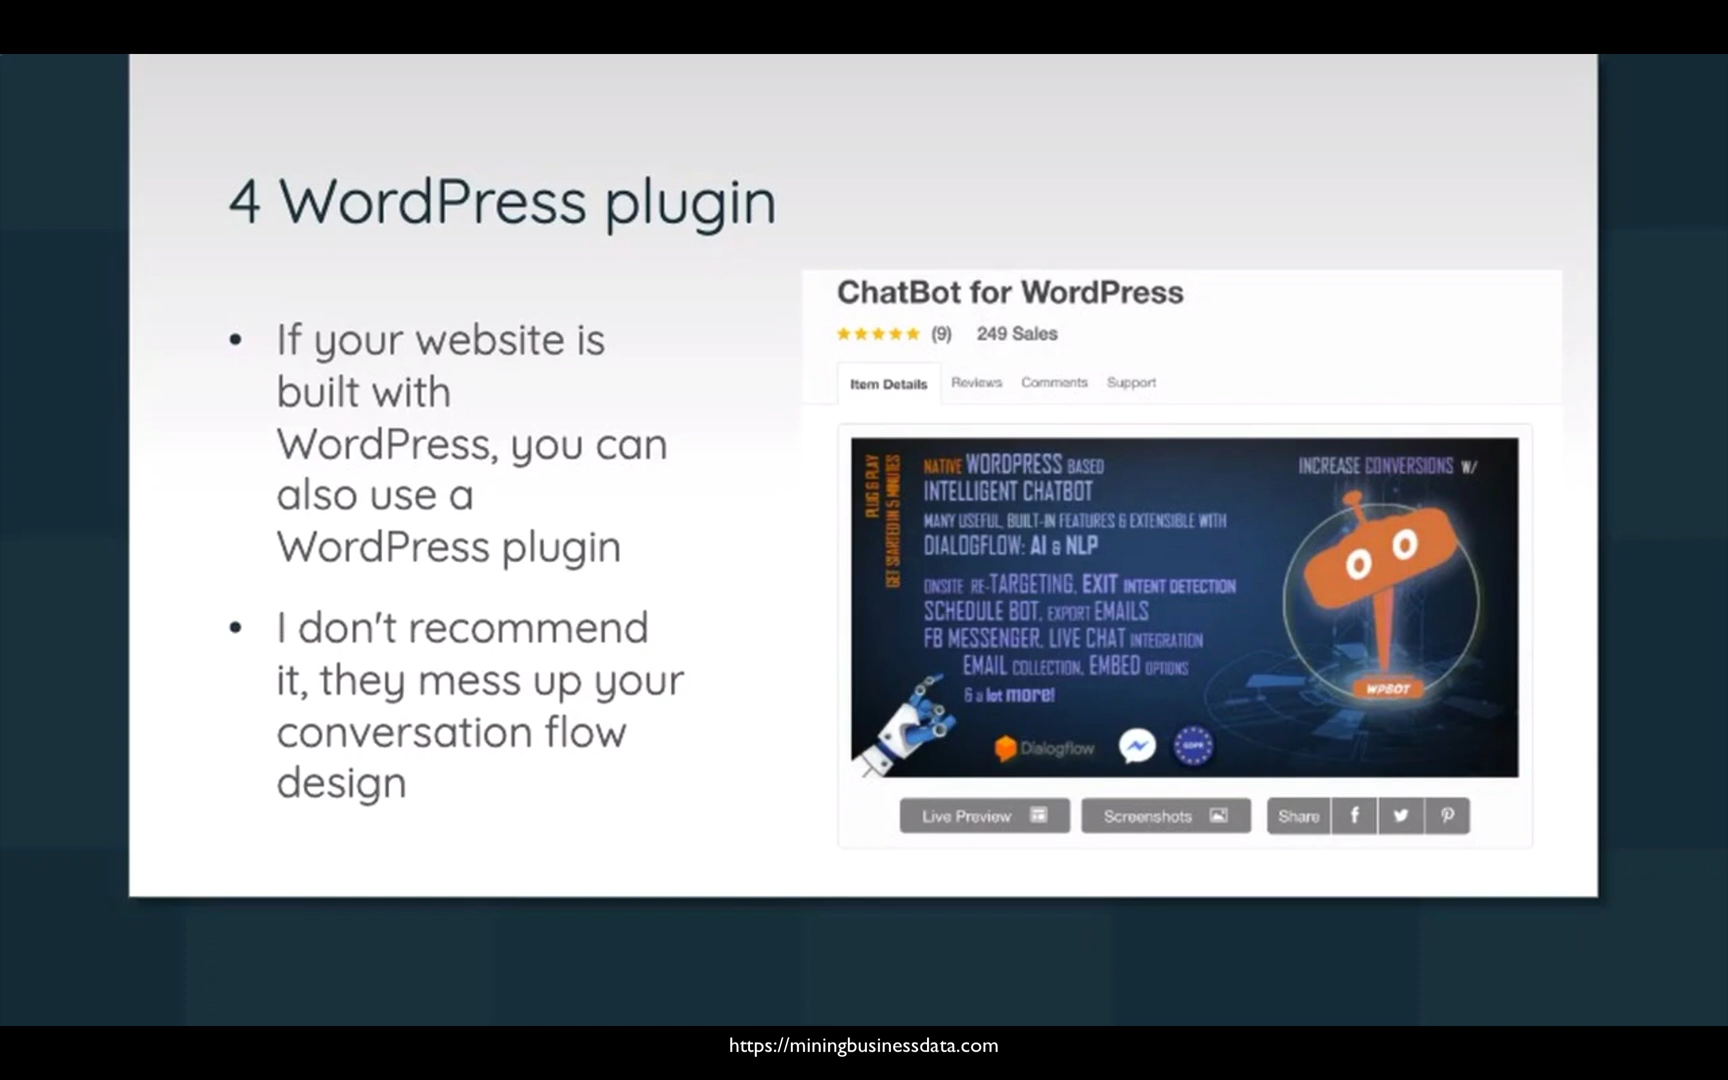 4 WordPress plugin
• If your website is
built with
WordPress, you can
also use a
WordPress plugin
• I don't recommend
it, they mess up your
conversation flow
design
ChatBot for WordPress
(9) 249 Sales
Item Details Reviews Comments Support
PLUG & PLAY
GET STARTED IN 5 MINUTES
NATIVE WORDPRESS BASED
INTELLIGENT CHATBOT
MANY USEFUL, BUILT-IN FEATURES & EXTENSIBLE WITH
DIALOGFLOW: AI & NLP
ONSITE RE-TARGETING, EXIT INTENT DETECTION
SCHEDULE BOT, EXPORT EMAILS
FB MESSENGER, LIVE CHAT INTEGRATION
EMAIL COLLECTION, EMBED OPTIONS
& a lot more!
INCREASE CONVERSIONS W/
WPBOT
Dialogflow
GDPR
Live Preview Screenshots Share
https://miningbusinessdata.com